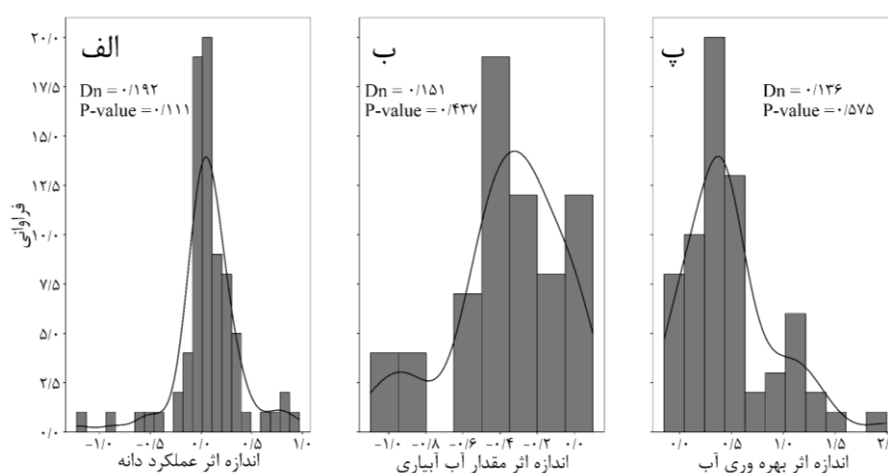 الف
Dn = ۰/۱۹۲
P-value =۰/۱۱۱
ب
Dn = ۰/۱۵۱
P-value =۰/۴۳۷
پ
Dn = ۰/۱۳۶
P-value =۰/۵۷۵
فراوانی
۲۰/۰
۱۷/۵
۱۵/۰
۱۲/۵
۱۰/۰
۷/۵
۵/۰
۲/۵
۰/۰
−۱/۰ −۰/۵ ۰/۰ ۰/۵ ۱/۰
−۱/۰ −۰/۸ −۰/۶ −۰/۴ −۰/۲ ۰/۰
۰/۰ ۰/۵ ۱/۰ ۱/۵
اندازه اثر عملکرد دانه
اندازه اثر مقدار آب آبیاری
اندازه اثر بهره وری آب